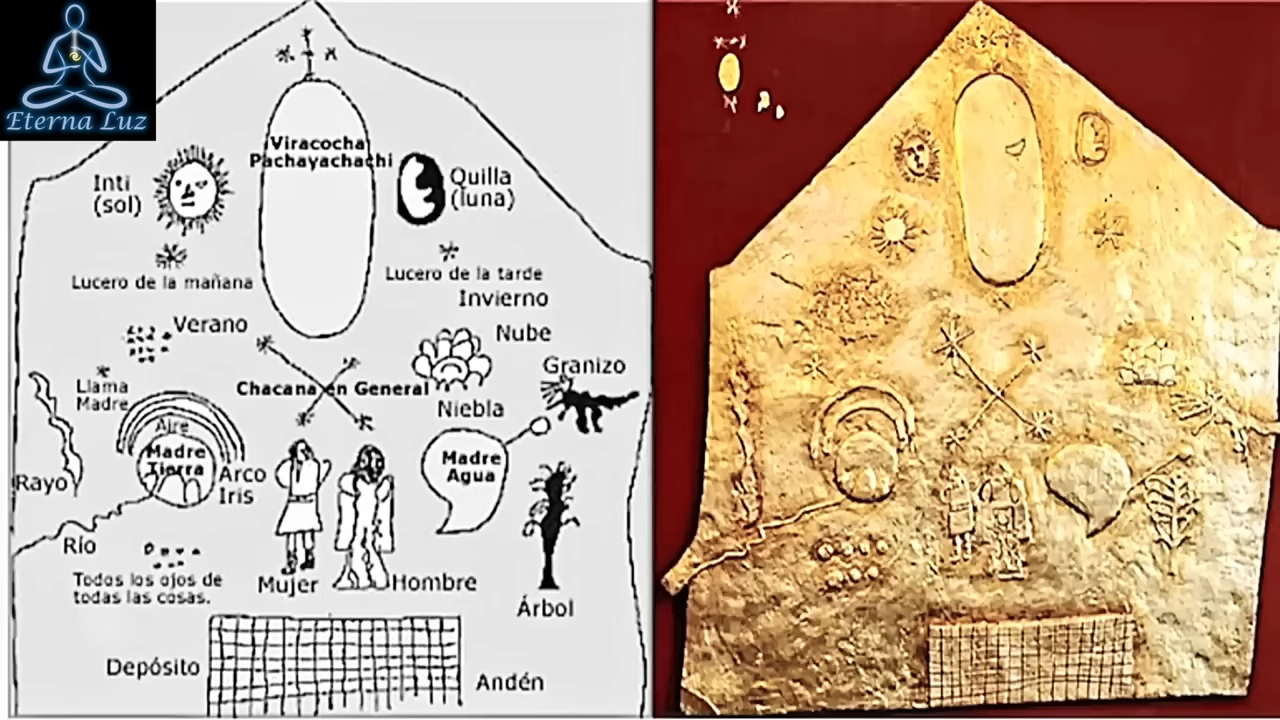 Eterna Luz
Viracocha
Pachayachachi
Inti
(sol)
Quilla
(luna)
Lucero de la mañana
Lucero de la tarde
Invierno
Verano
Nube
Granizo
Llama
Madre
Chacana en General
Niebla
Aire
Madre
Tierra
Arco
Iris
Madre
Agua
Rayo
Río
Todos los ojos de
todas las cosas.
Mujer
Hombre
Árbol
Depósito
Andén